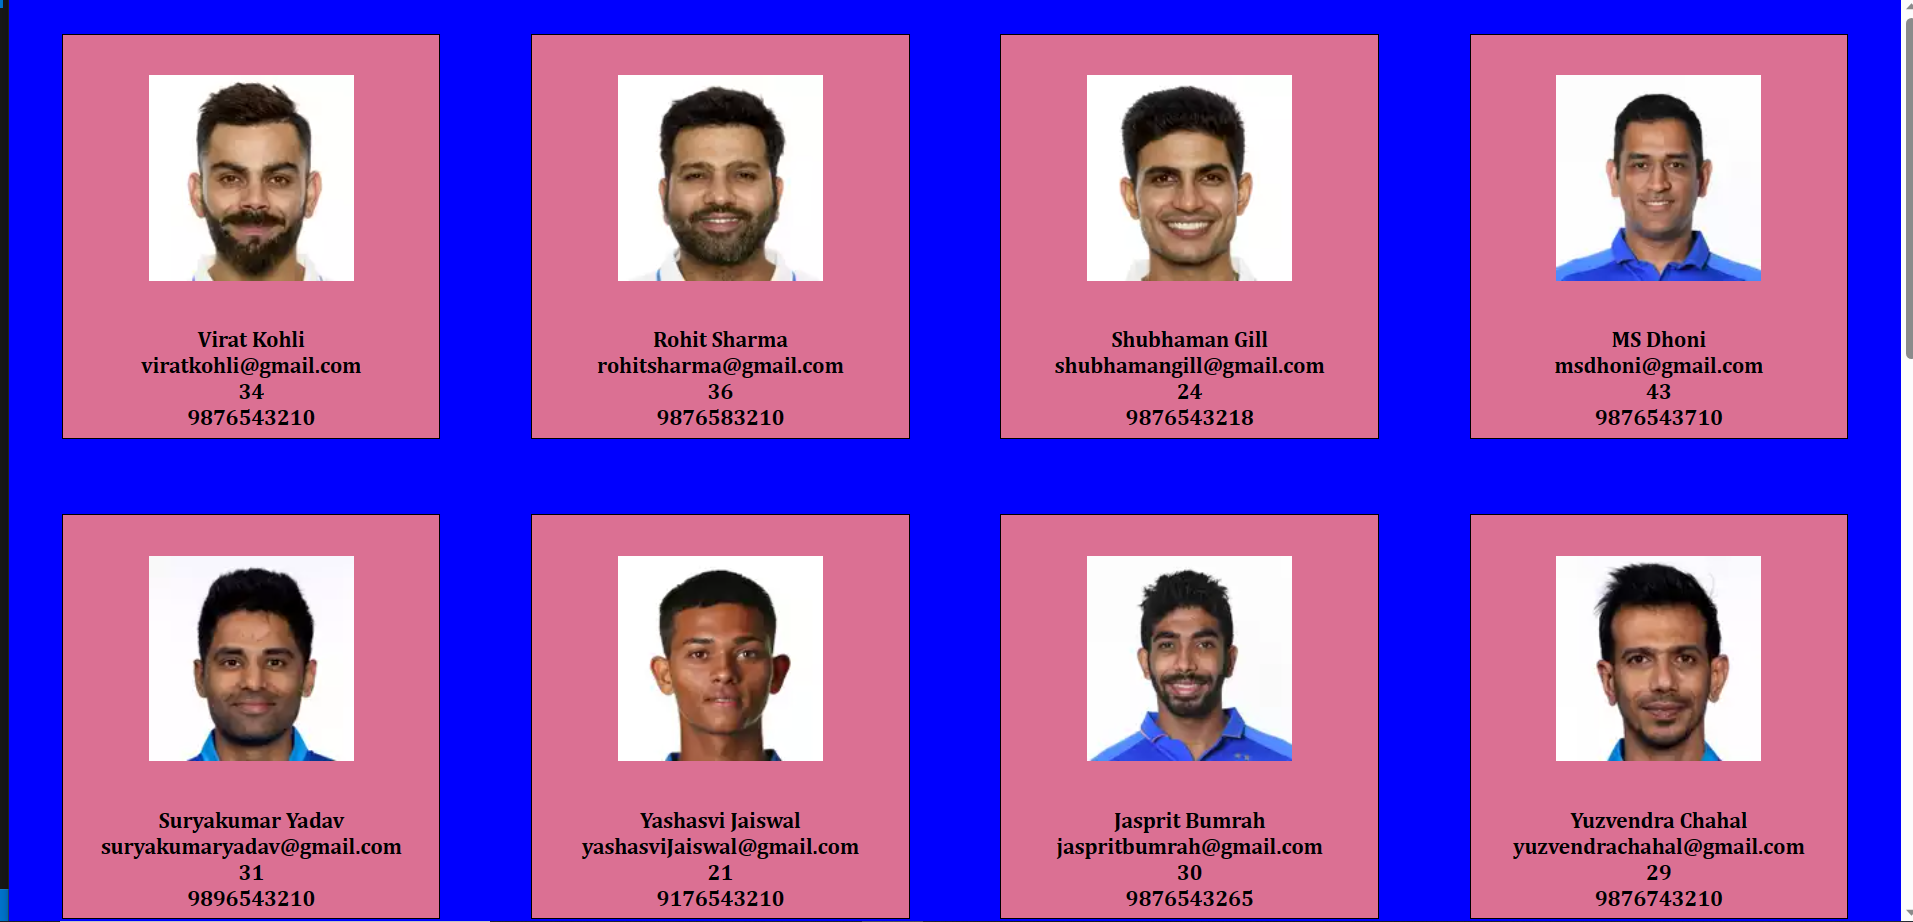 Virat Kohli
viratkohli@gmail.com
34
9876543210
Rohit Sharma
rohitsharma@gmail.com
36
9876583210
Shubhaman Gill
shubhamangill@gmail.com
24
9876543218
MS Dhoni
msdhoni@gmail.com
43
9876543710
Suryakumar Yadav
suryakumaryadav@gmail.com
31
9896543210
Yashasvi Jaiswal
yashasviJaiswal@gmail.com
21
9176543210
Jasprit Bumrah
jaspritbumrah@gmail.com
30
9876543265
Yuzvendra Chahal
yuzvendrachahal@gmail.com
29
9876743210